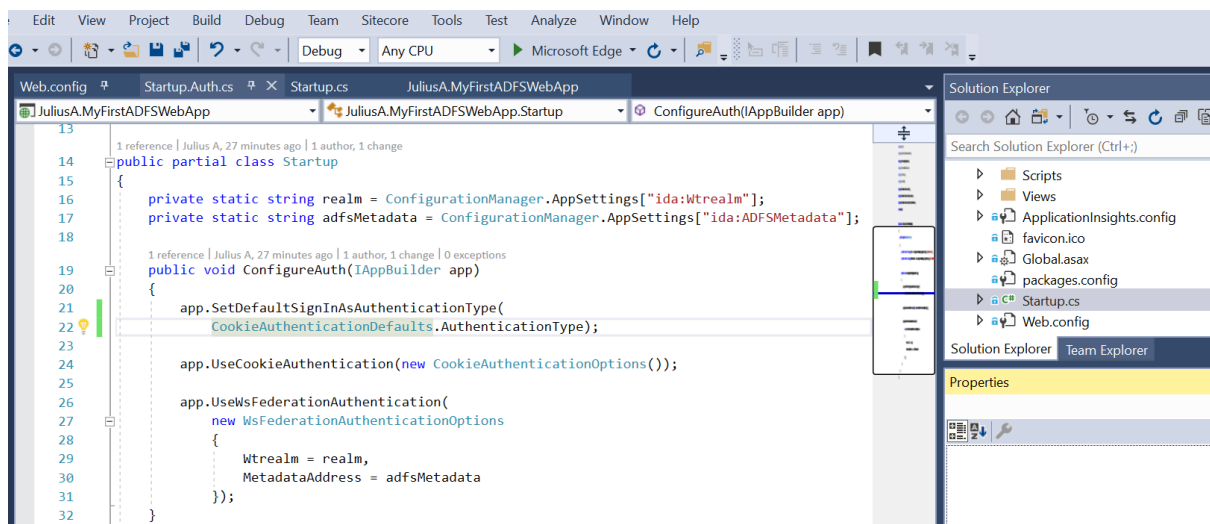 Edit View Project Build Debug Team Sitecore Tools Test Analyze Window Help
Debug Any CPU Microsoft Edge
Web.config Startup.Auth.cs Startup.cs JuliusA.MyFirstADFSWebApp
JuliusA.MyFirstADFSWebApp JuliusA.MyFirstADFSWebApp.Startup ConfigureAuth(IAppBuilder app)
13
1 reference | Julius A, 27 minutes ago | 1 author, 1 change
14 public partial class Startup
15 {
16 private static string realm = ConfigurationManager.AppSettings["ida:Wtrealm"];
17 private static string adfsMetadata = ConfigurationManager.AppSettings["ida:ADFSMetadata"];
18
1 reference | Julius A, 27 minutes ago | 1 author, 1 change | 0 exceptions
19 public void ConfigureAuth(IAppBuilder app)
20 {
21 app.SetDefaultSignInAsAuthenticationType(
22 CookieAuthenticationDefaults.AuthenticationType);
23
24 app.UseCookieAuthentication(new CookieAuthenticationOptions());
25
26 app.UseWsFederationAuthentication(
27 new WsFederationAuthenticationOptions
28 {
29 Wtrealm = realm,
30 MetadataAddress = adfsMetadata
31 });
32 }
Solution Explorer
Search Solution Explorer (Ctrl+;)
Scripts
Views
ApplicationInsights.config
favicon.ico
Global.asax
packages.config
C# Startup.cs
Web.config
Solution Explorer Team Explorer
Properties